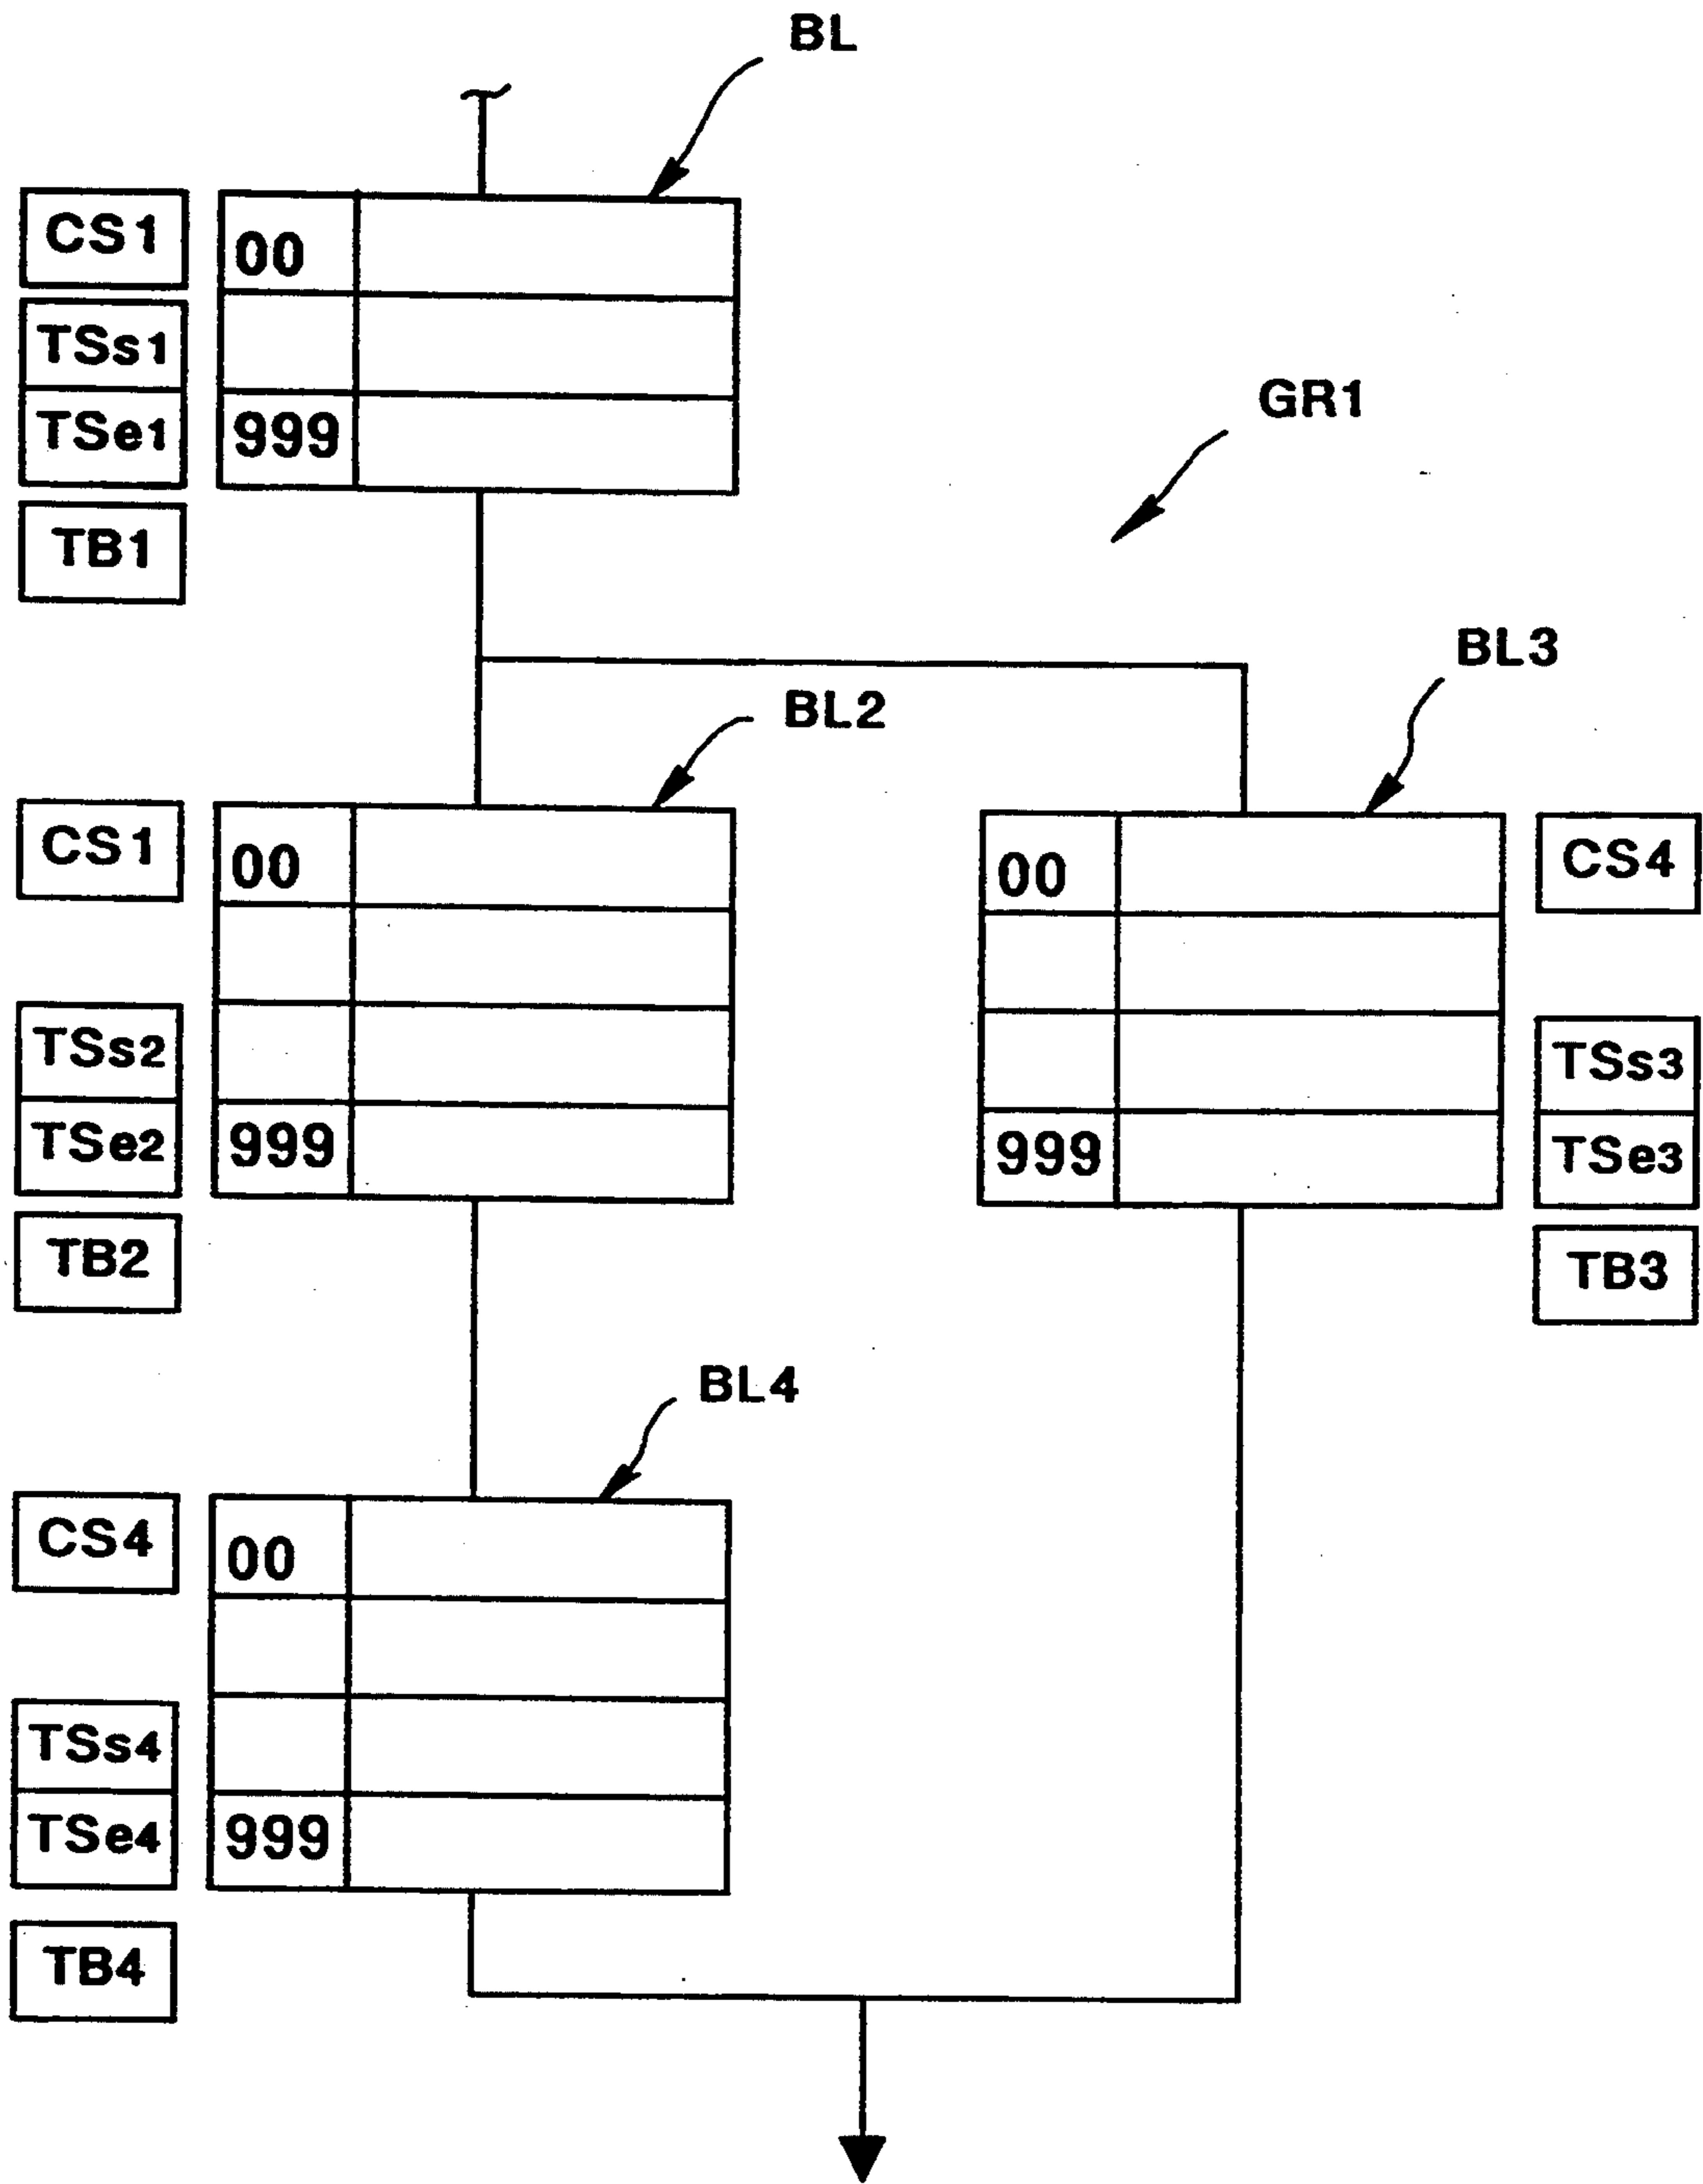 BL
CS1
00
TSs1
TSe1
999
GR1
TB1
BL3
BL2
CS1
00
00
CS4
TSs2
TSs3
TSe2
999
999
TSe3
TB2
TB3
BL4
CS4
00
TSs4
TSe4
999
TB4